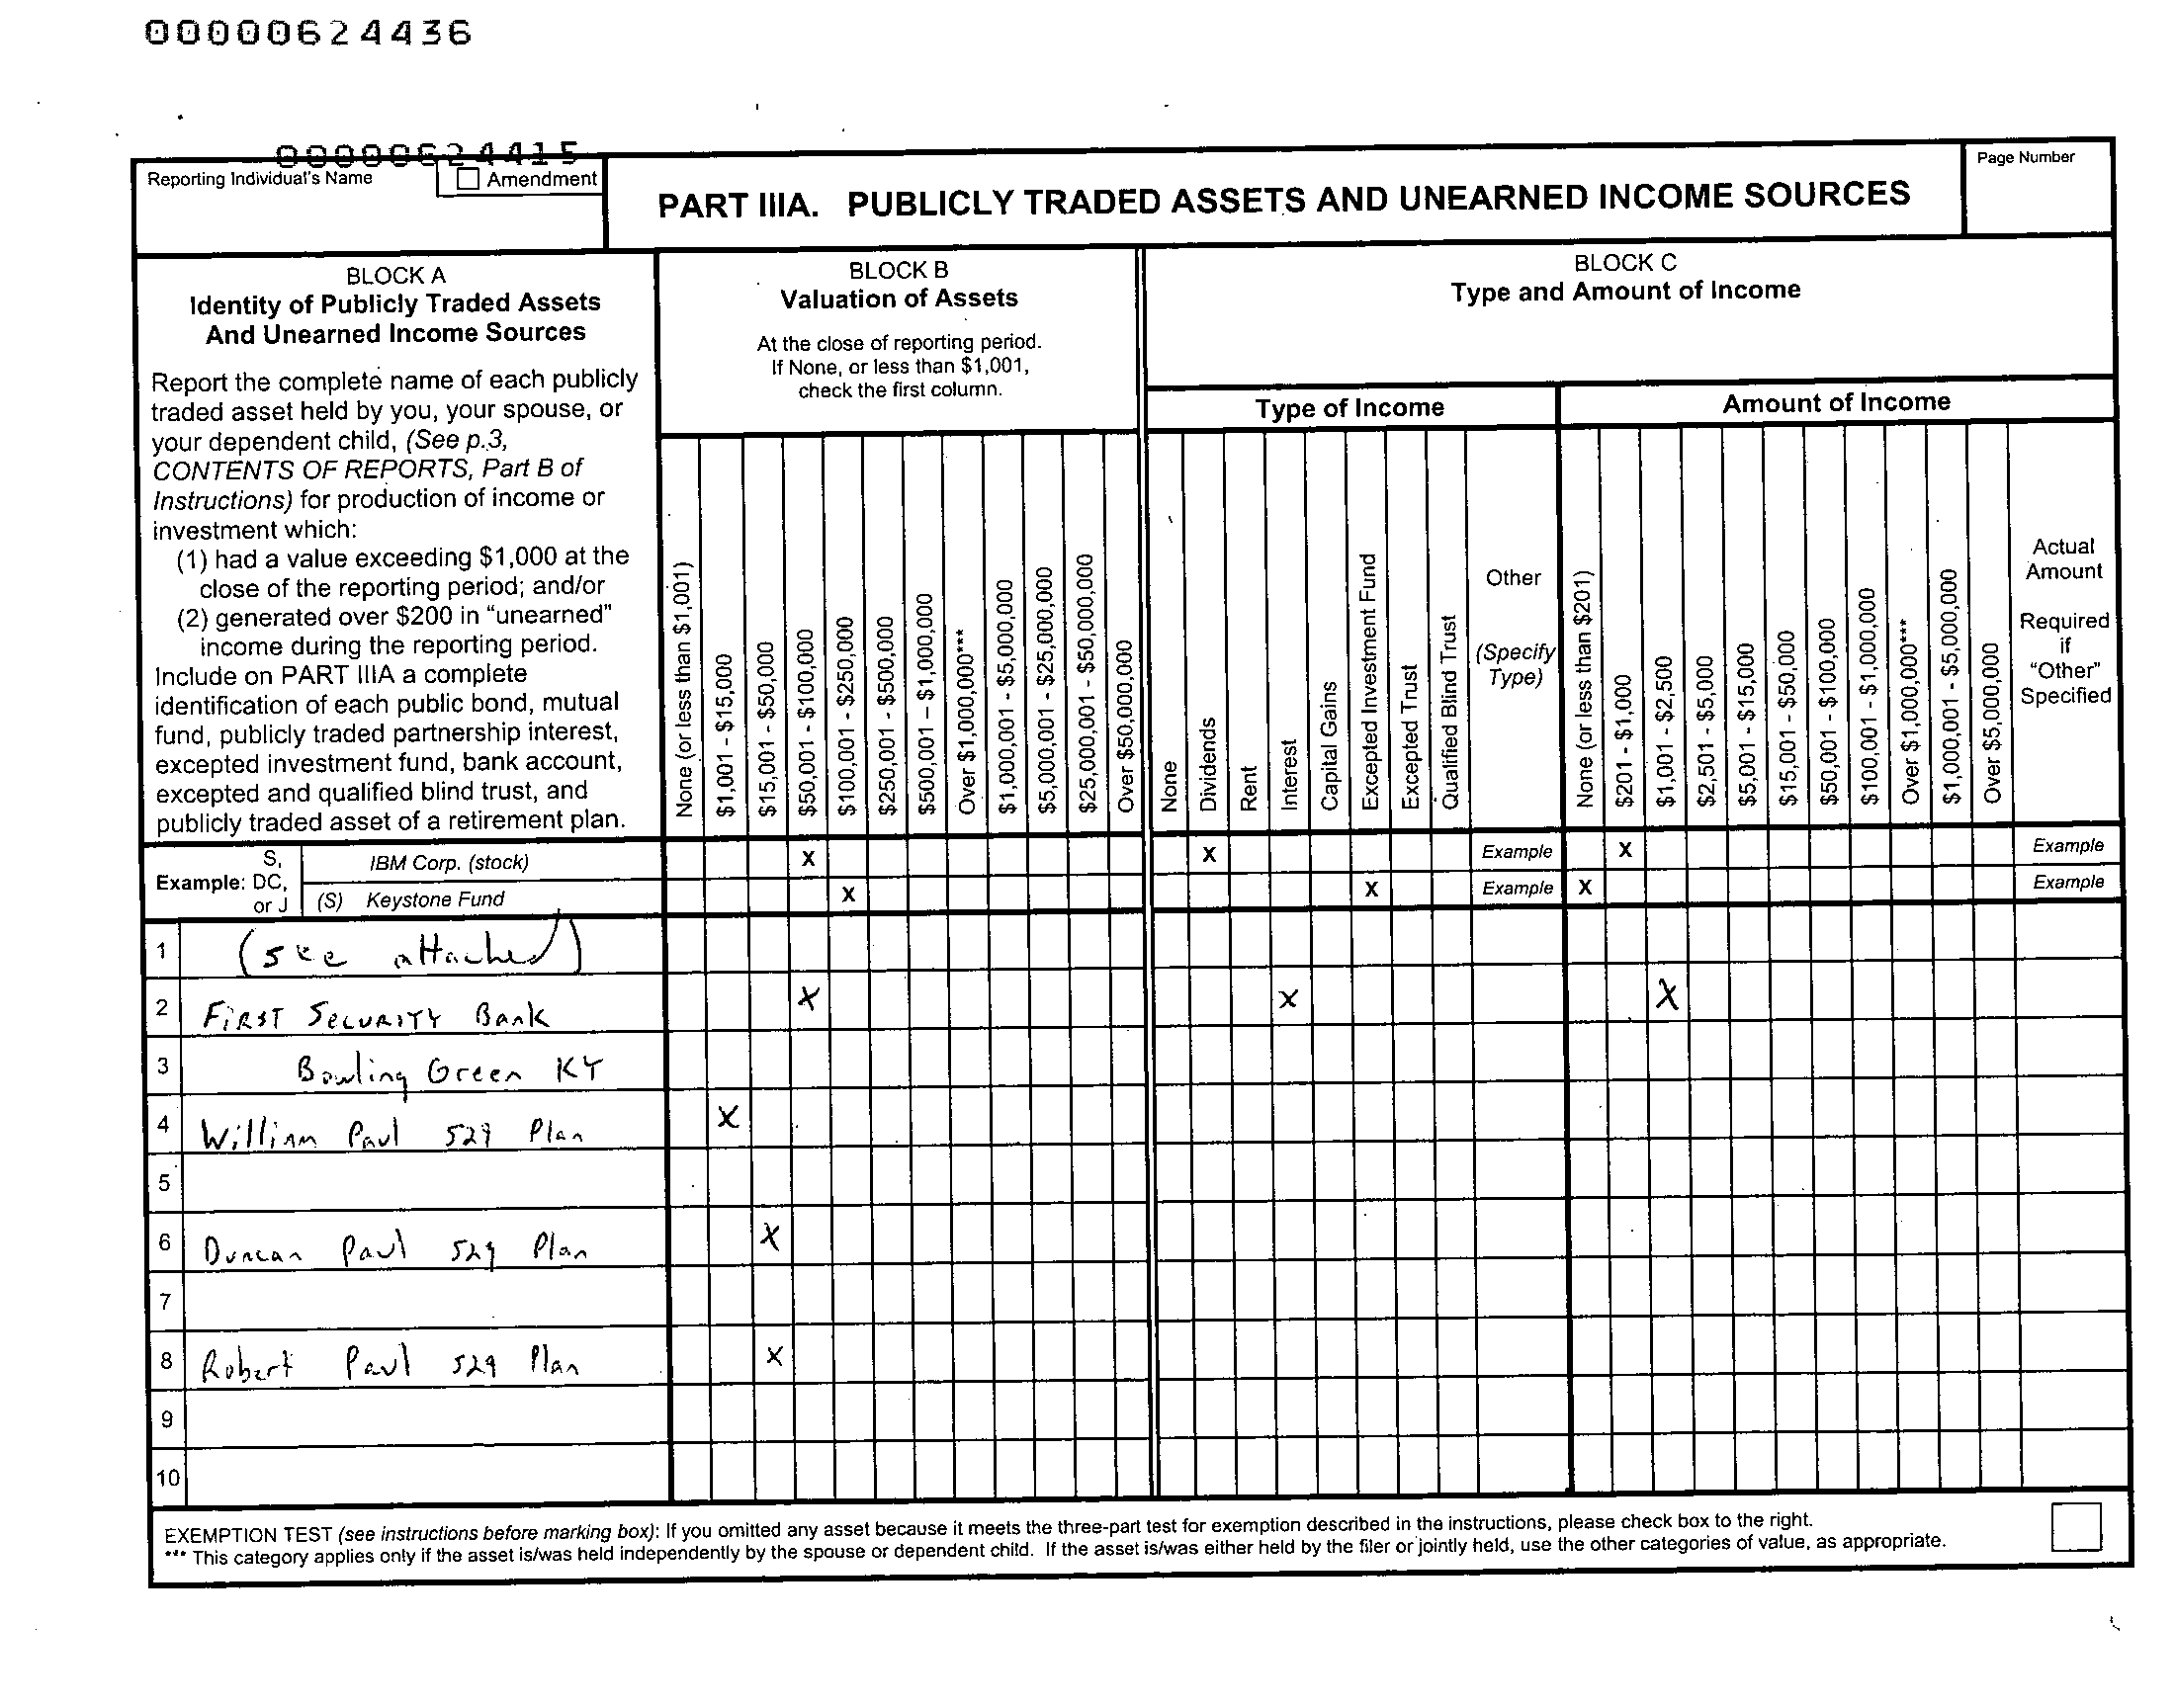 00000624436
00000624415
Reporting Individual's Name
Amendment
PART IIIA. PUBLICLY TRADED ASSETS AND UNEARNED INCOME SOURCES
Page Number
BLOCK A
Identity of Publicly Traded Assets
And Unearned Income Sources
Report the complete name of each publicly
traded asset held by you, your spouse, or
your dependent child, (See p.3,
CONTENTS OF REPORTS, Part B of
Instructions) for production of income or
investment which:
(1) had a value exceeding $1,000 at the
close of the reporting period; and/or
(2) generated over $200 in "unearned"
income during the reporting period.
Include on PART IIIA a complete
identification of each public bond, mutual
fund, publicly traded partnership interest,
excepted investment fund, bank account,
excepted and qualified blind trust, and
publicly traded asset of a retirement plan.
BLOCK B
Valuation of Assets
At the close of reporting period.
If None, or less than $1,001,
check the first column.
None (or less than $1,001)
$1,001 - $15,000
$15,001 - $50,000
$50,001 - $100,000
$100,001 - $250,000
$250,001 - $500,000
$500,001 – $1,000,000
Over $1,000,000***
$1,000,001 - $5,000,000
$5,000,001 - $25,000,000
$25,000,001 - $50,000,000
Over $50,000,000
BLOCK C
Type and Amount of Income
Type of Income
None
Dividends
Rent
Interest
Capital Gains
Excepted Investment Fund
Excepted Trust
Qualified Blind Trust
Other
(Specify
Type)
Amount of Income
None (or less than $201)
$201 - $1,000
$1,001 - $2,500
$2,501 - $5,000
$5,001 - $15,000
$15,001 - $50,000
$50,001 - $100,000
$100,001 - $1,000,000
Over $1,000,000***
$1,000,001 - $5,000,000
Over $5,000,000
Actual
Amount
Required
if
"Other"
Specified
Example:
S,
DC,
or J
IBM Corp. (stock) X X Example X Example
(S) Keystone Fund X X Example X Example
1 (see attached)
2 FIRST SECURITY Bank X X X
3 Bowling Green KY
4 William Paul 529 Plan X
5
6 Duncan Paul 529 Plan X
7
8 Robert Paul 529 Plan X
9
10
EXEMPTION TEST (see instructions before marking box): If you omitted any asset because it meets the three-part test for exemption described in the instructions, please check box to the right.
*** This category applies only if the asset is/was held independently by the spouse or dependent child. If the asset is/was either held by the filer or jointly held, use the other categories of value, as appropriate.